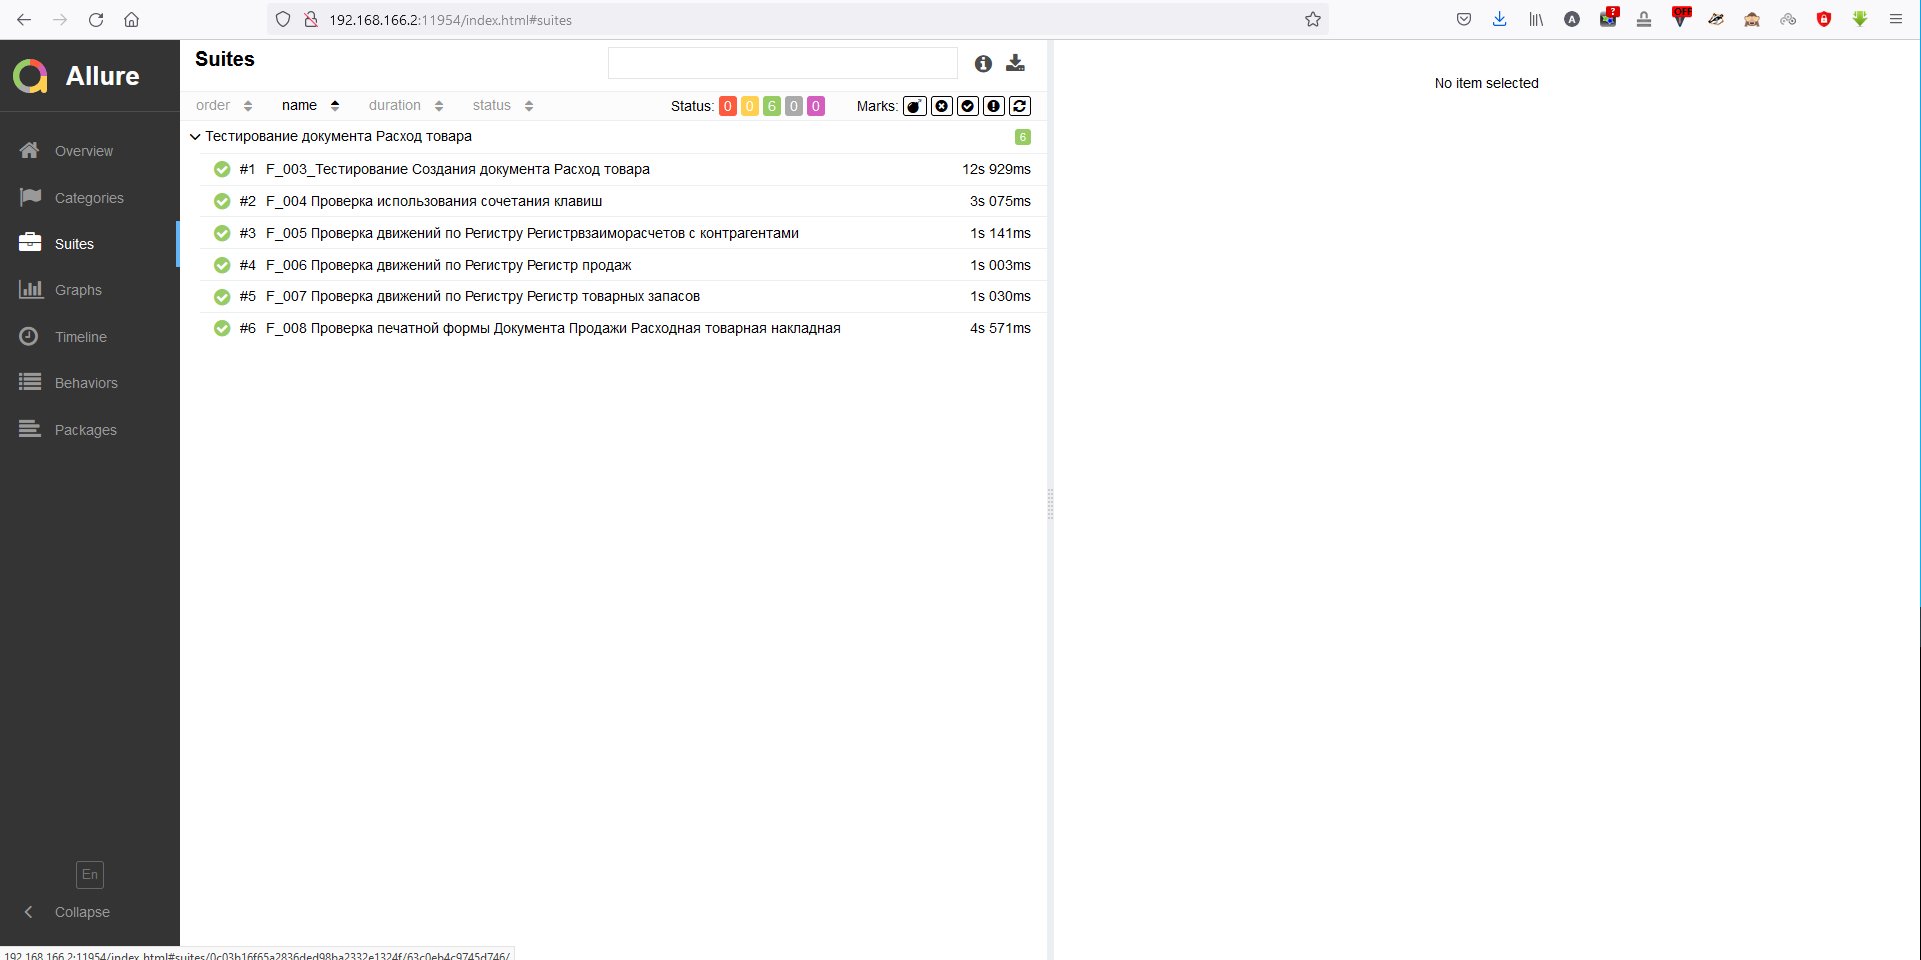 192.168.166.2:11954/index.html#suites
A
?
OFF
Allure
Overview
Categories
Suites
Graphs
Timeline
Behaviors
Packages
En
Collapse
Suites
order name duration status Status: 0 0 6 0 0 Marks:
Тестирование документа Расход товара 6
#1 F_003_Тестирование Создания документа Расход товара 12s 929ms
#2 F_004 Проверка использования сочетания клавиш 3s 075ms
#3 F_005 Проверка движений по Регистру Регистрвзаиморасчетов с контрагентами 1s 141ms
#4 F_006 Проверка движений по Регистру Регистр продаж 1s 003ms
#5 F_007 Проверка движений по Регистру Регистр товарных запасов 1s 030ms
#6 F_008 Проверка печатной формы Документа Продажи Расходная товарная накладная 4s 571ms
No item selected
192.168.166.2:11954/index.html#suites/0c03b16f65a2836ded98ba2332e1324f/63c0eb4c9745d746/